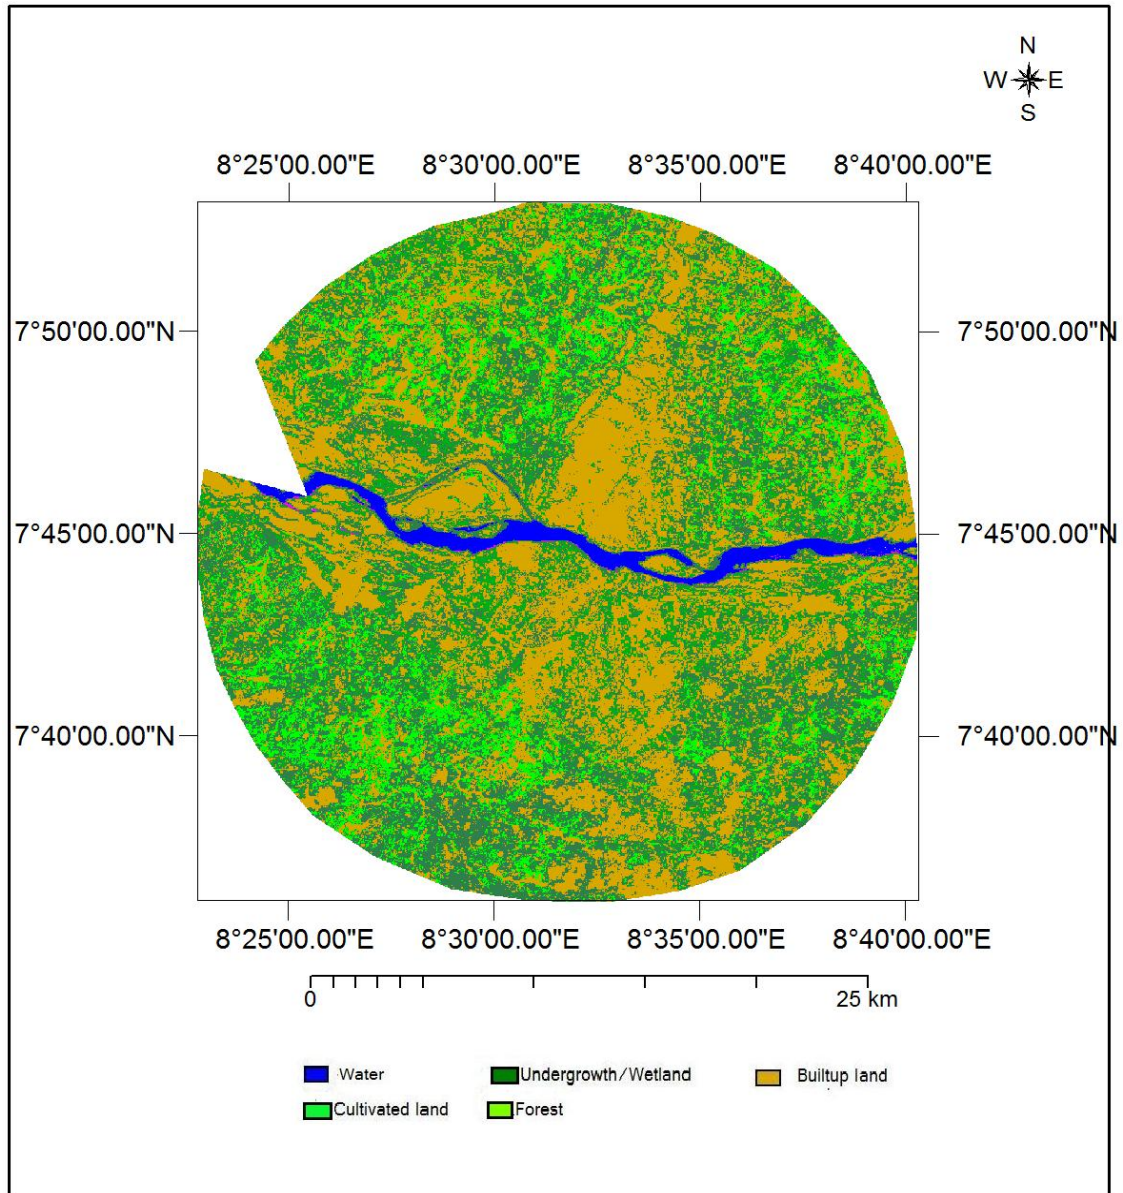 N
W E
S
8°25'00.00"E 8°30'00.00"E 8°35'00.00"E 8°40'00.00"E
7°50'00.00"N 7°50'00.00"N
7°45'00.00"N 7°45'00.00"N
7°40'00.00"N 7°40'00.00"N
8°25'00.00"E 8°30'00.00"E 8°35'00.00"E 8°40'00.00"E
0 25 km
Water Undergrowth/Wetland Builtup land
Cultivated land Forest